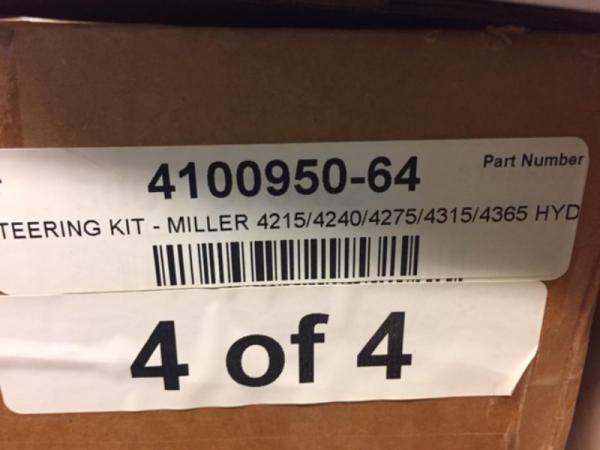 Part Number
4100950-64
TEERING KIT - MILLER 4215/4240/4275/4315/4365 HYD
4 of 4